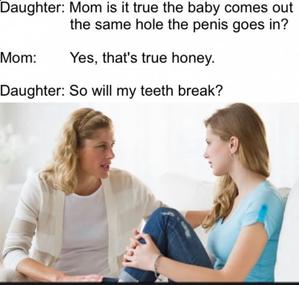 Daughter: Mom is it true the baby comes out
the same hole the penis goes in?
Mom: Yes, that's true honey.
Daughter: So will my teeth break?